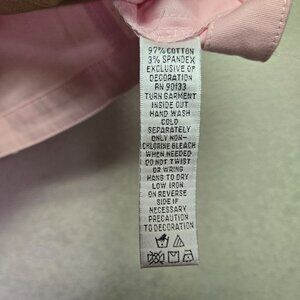 97% COTTON
3% SPANDEX
EXCLUSIVE OF
DECORATION
RN 90133
TURN GARMENT
INSIDE OUT
HAND WASH
COLD
SEPARATELY
ONLY NON-
CHLORINE BLEACH
WHEN NEEDED
DO NOT TWIST
OR WRING
HANG TO DRY
LOW IRON
ON REVERSE
SIDE IF
NECESSARY
PRECAUTION
TO DECORATION